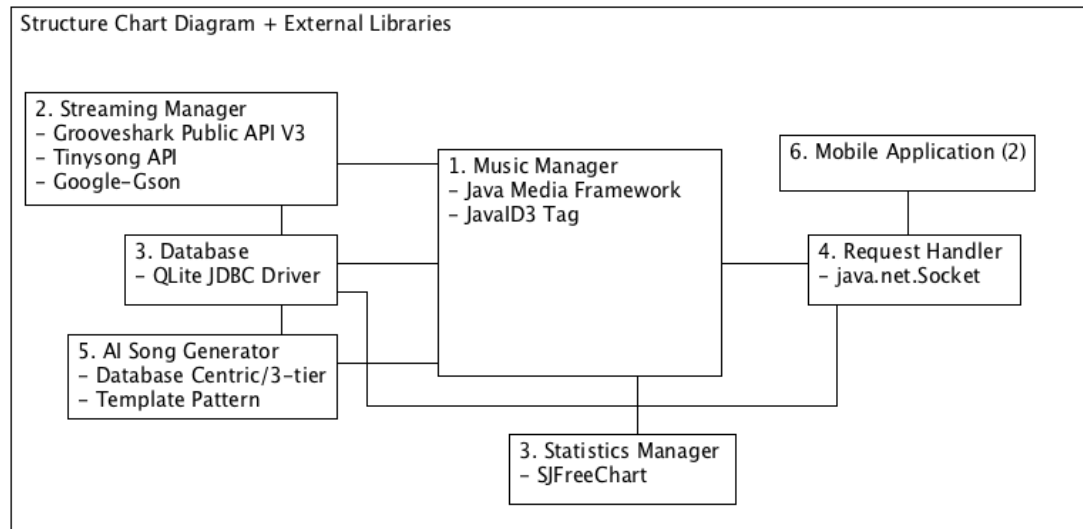 Structure Chart Diagram + External Libraries
2. Streaming Manager
– Grooveshark Public API V3
– Tinysong API
– Google–Gson
1. Music Manager
– Java Media Framework
– JavaID3 Tag
6. Mobile Application (2)
3. Database
– QLite JDBC Driver
4. Request Handler
– java.net.Socket
5. AI Song Generator
– Database Centric/3–tier
– Template Pattern
3. Statistics Manager
– SJFreeChart